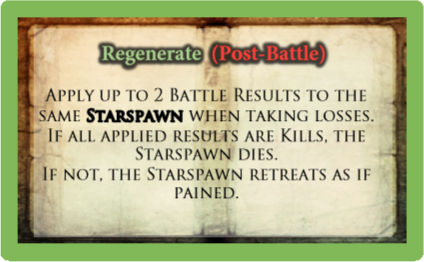 Regenerate (Post-Battle)
Apply up to 2 Battle Results to the
same Starspawn when taking losses.
If all applied results are Kills, the
Starspawn dies.
If not, the Starspawn retreats as if
pained.